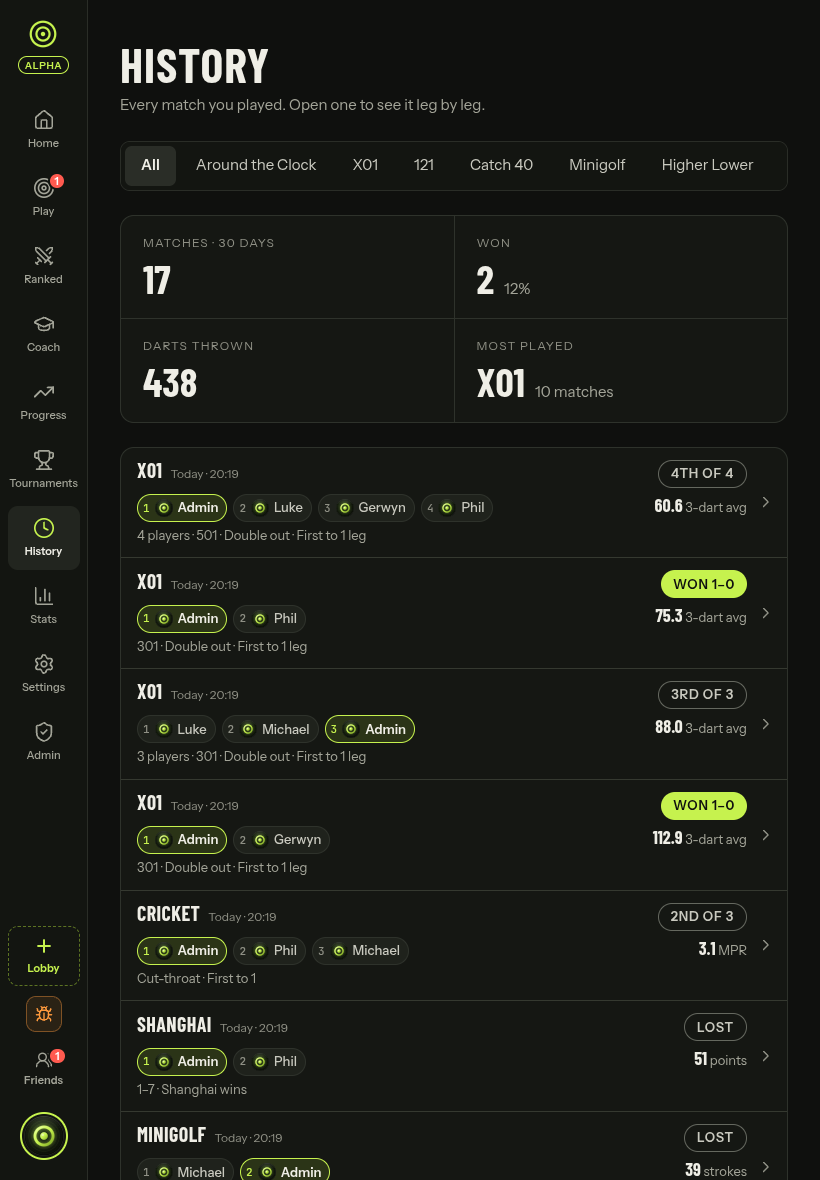 ALPHA
Home
1
Play
Ranked
Coach
Progress
Tournaments
History
Stats
Settings
Admin
Lobby
1
Friends
HISTORY
Every match you played. Open one to see it leg by leg.
All Around the Clock X01 121 Catch 40 Minigolf Higher Lower
MATCHES · 30 DAYS
17
WON
2 12%
DARTS THROWN
438
MOST PLAYED
X01 10 matches
X01 Today · 20:19
4TH OF 4
1 Admin 2 Luke 3 Gerwyn 4 Phil
60.6 3-dart avg
4 players · 501 · Double out · First to 1 leg
X01 Today · 20:19
WON 1–0
1 Admin 2 Phil
75.3 3-dart avg
301 · Double out · First to 1 leg
X01 Today · 20:19
3RD OF 3
1 Luke 2 Michael 3 Admin
88.0 3-dart avg
3 players · 301 · Double out · First to 1 leg
X01 Today · 20:19
WON 1–0
1 Admin 2 Gerwyn
112.9 3-dart avg
301 · Double out · First to 1 leg
CRICKET Today · 20:19
2ND OF 3
1 Admin 2 Phil 3 Michael
3.1 MPR
Cut-throat · First to 1
SHANGHAI Today · 20:19
LOST
1 Admin 2 Phil
51 points
1–7 · Shanghai wins
MINIGOLF Today · 20:19
LOST
1 Michael 2 Admin
39 strokes